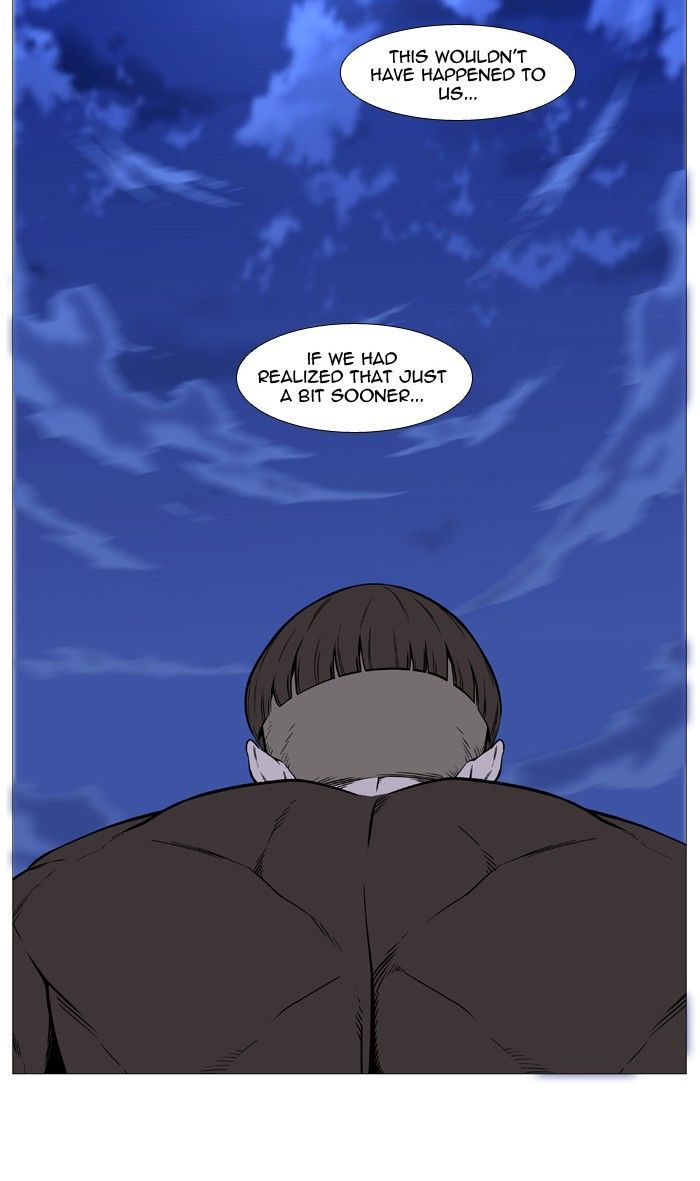 THIS WOULDN'T
HAVE HAPPENED TO
US...
IF WE HAD
REALIZED THAT JUST
A BIT SOONER...